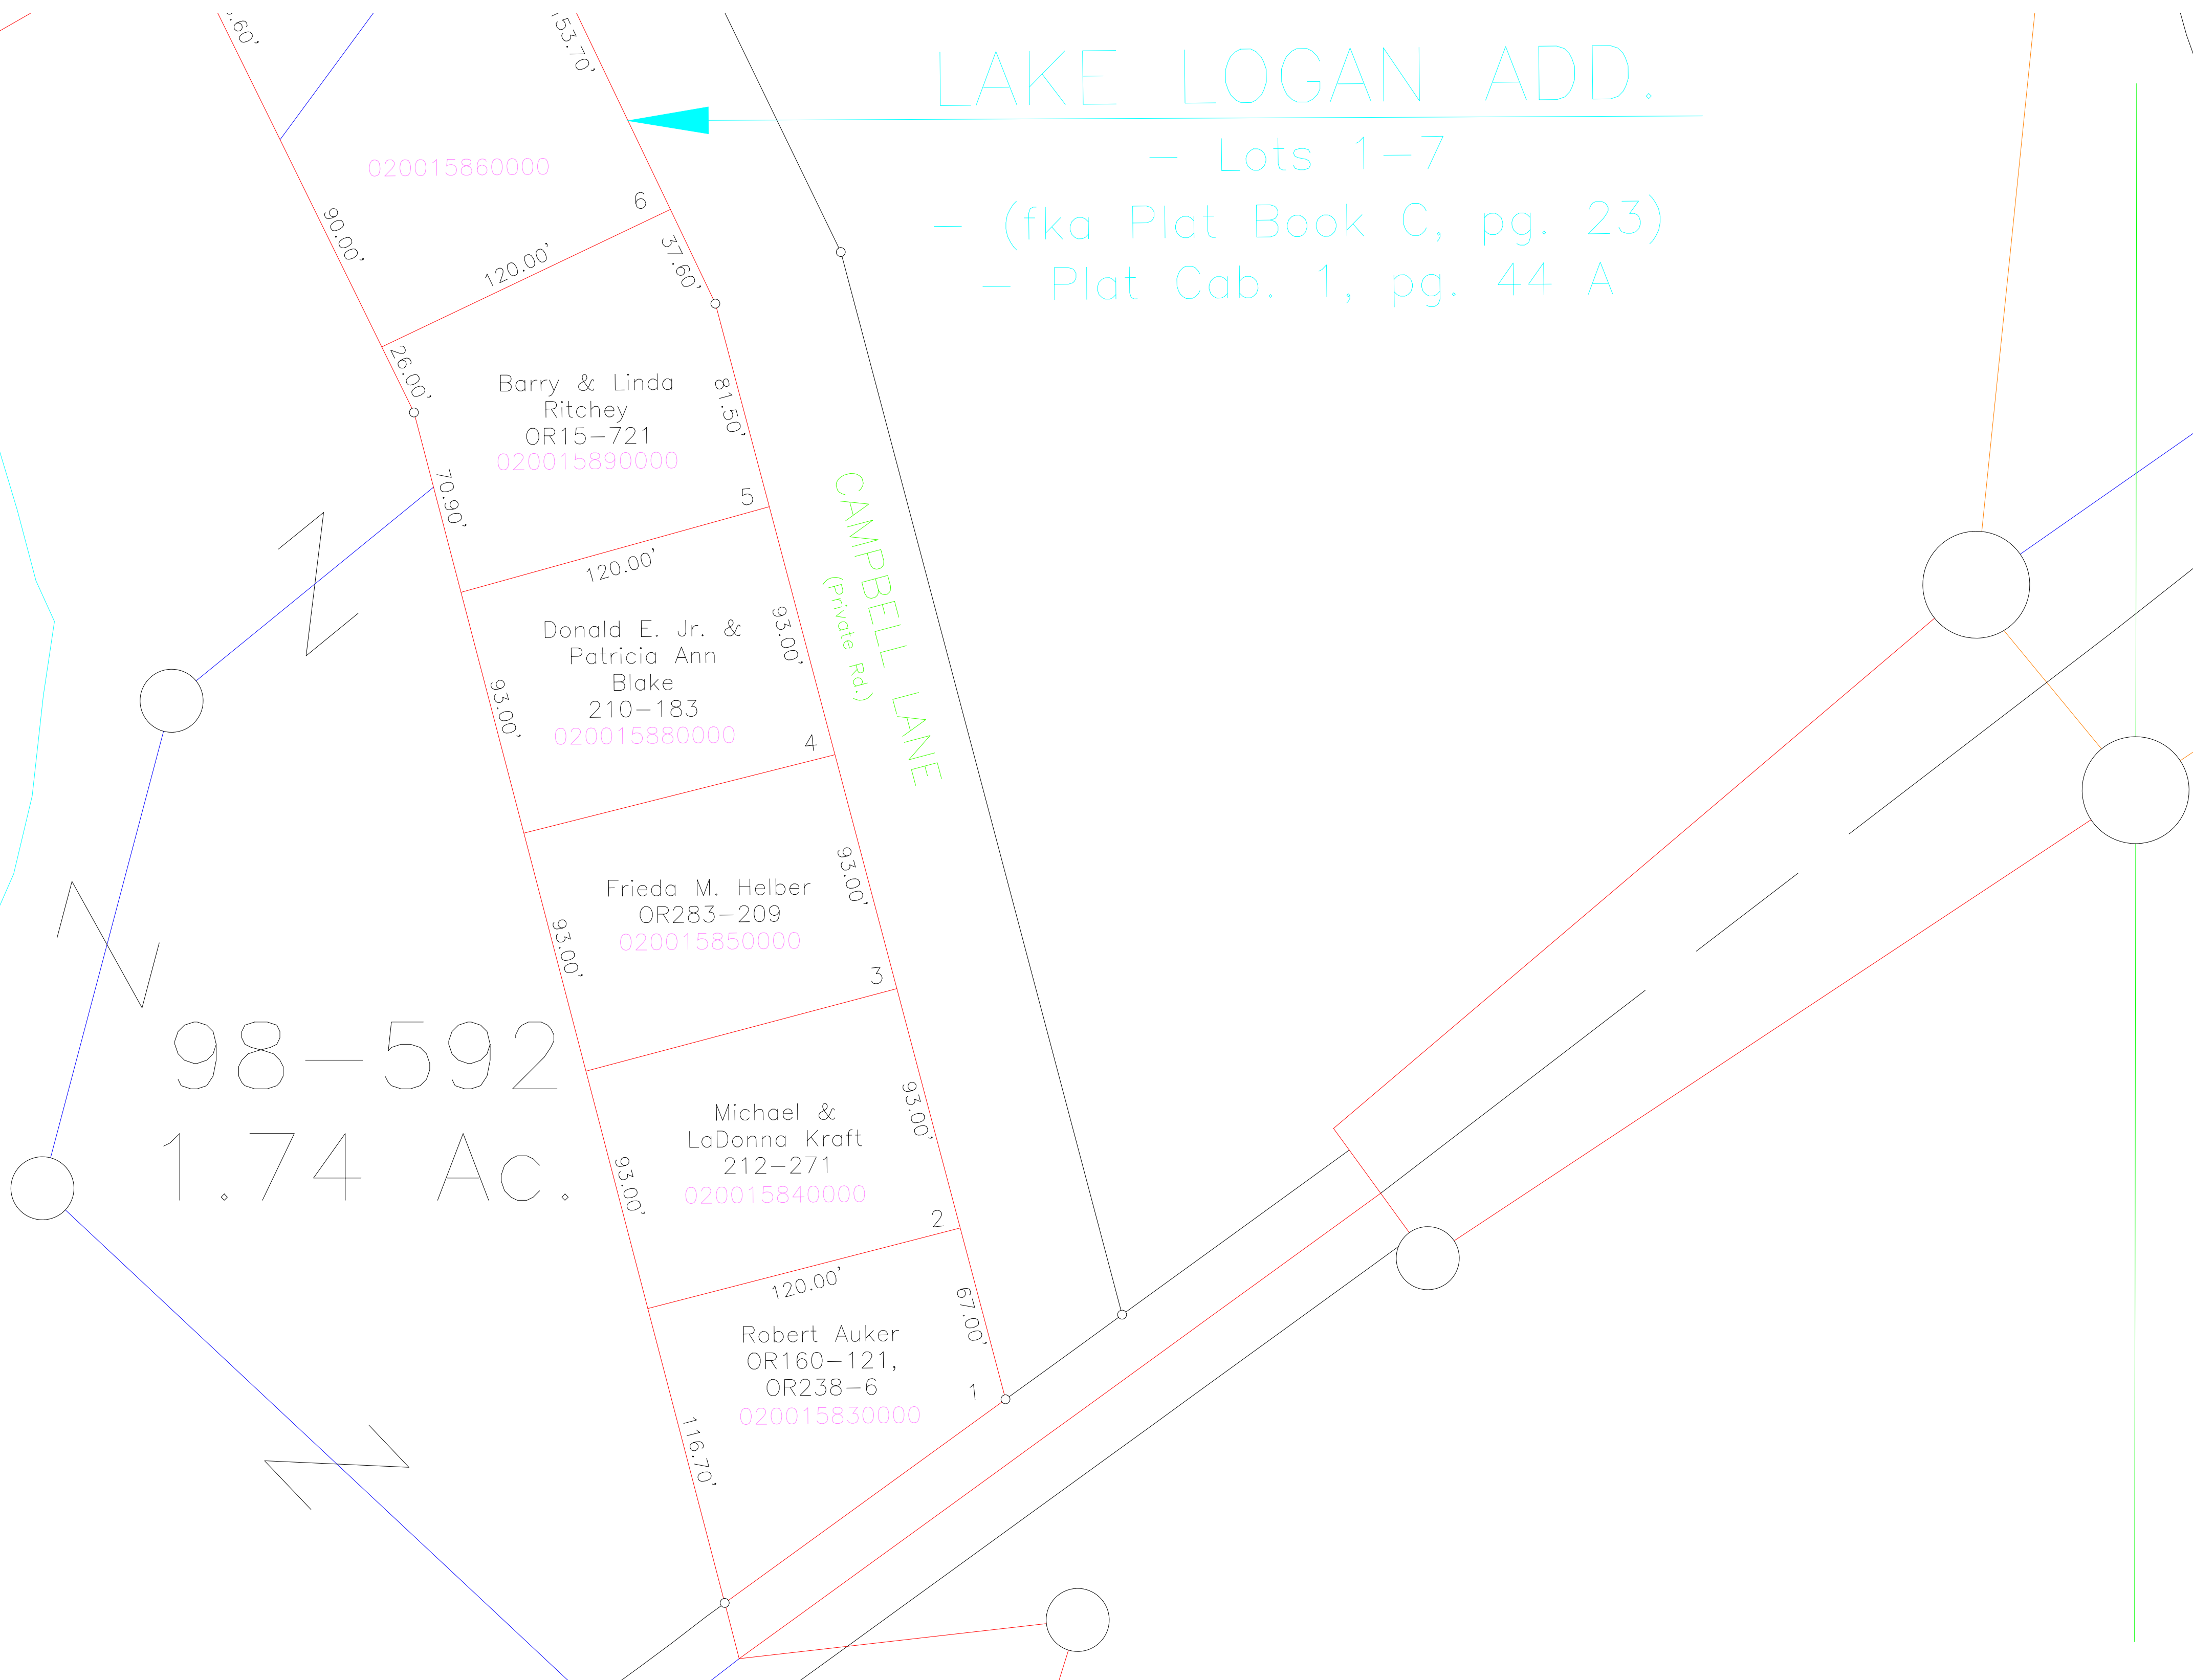 LAKE LOGAN ADD.
- Lots 1-7
- (fka Plat Book C, pg. 23)
- Plat Cab. 1, pg. 44 A
153.70'
020015860000
6
90.00'
120.00'
37.60'
26.00'
Barry & Linda
Ritchey
OR15-721
020015890000
81.50'
5
70.90'
120.00'
CAMPBELL LANE
(Private Rd.)
Donald E. Jr. &
Patricia Ann
Blake
210-183
020015880000
93.00'
4
93.00'
Frieda M. Helber
OR283-209
020015850000
93.00'
3
93.00'
98-592
1.74 Ac.
Michael &
LaDonna Kraft
212-271
020015840000
93.00'
2
93.00'
120.00'
Robert Auker
OR160-121,
OR238-6
020015830000
67.00'
1
116.70'